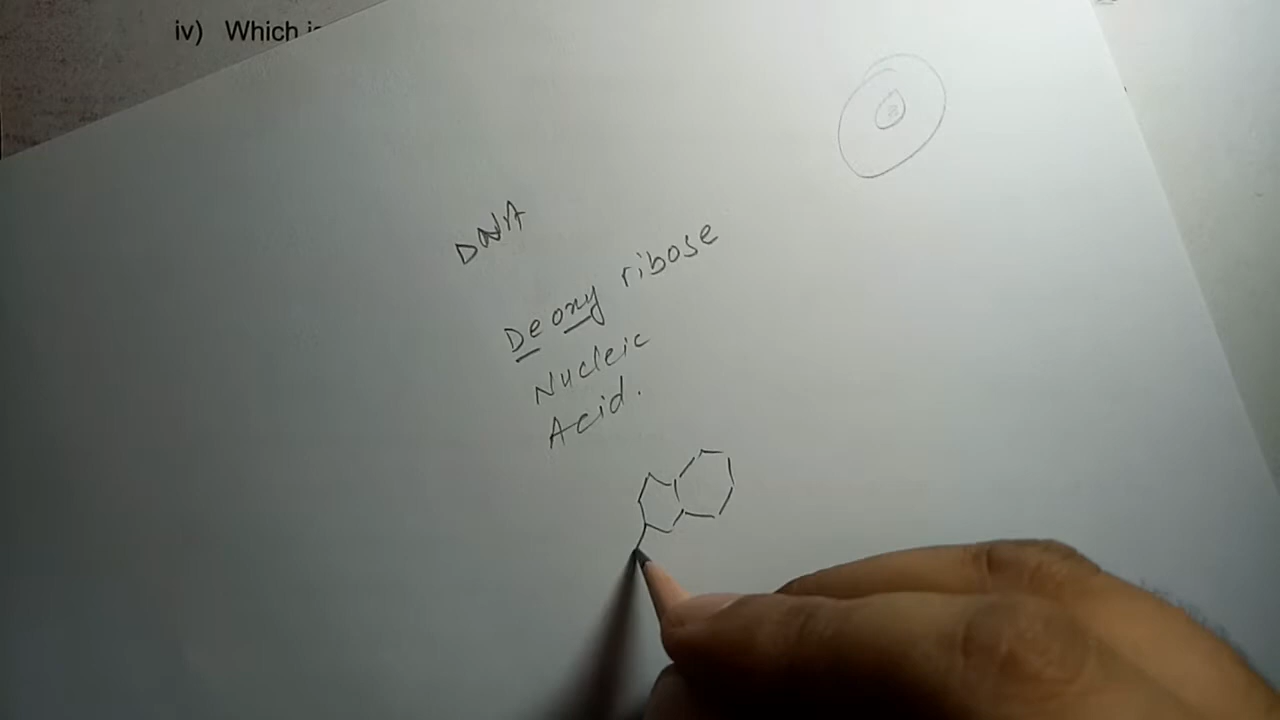 iv) Which
DNA
Deoxy ribose
Nucleic
Acid.